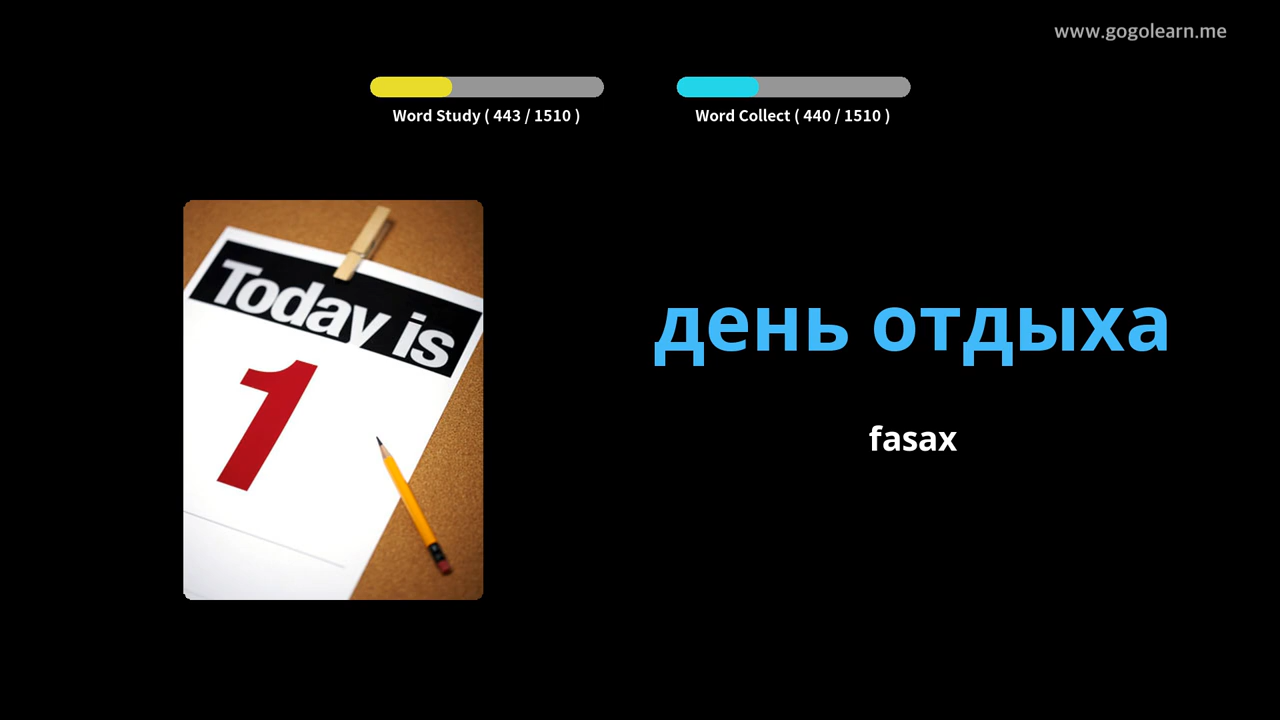 www.gogolearn.me
Word Study ( 443 / 1510 )
Word Collect ( 440 / 1510 )
Today is
1
день отдыха
fasax